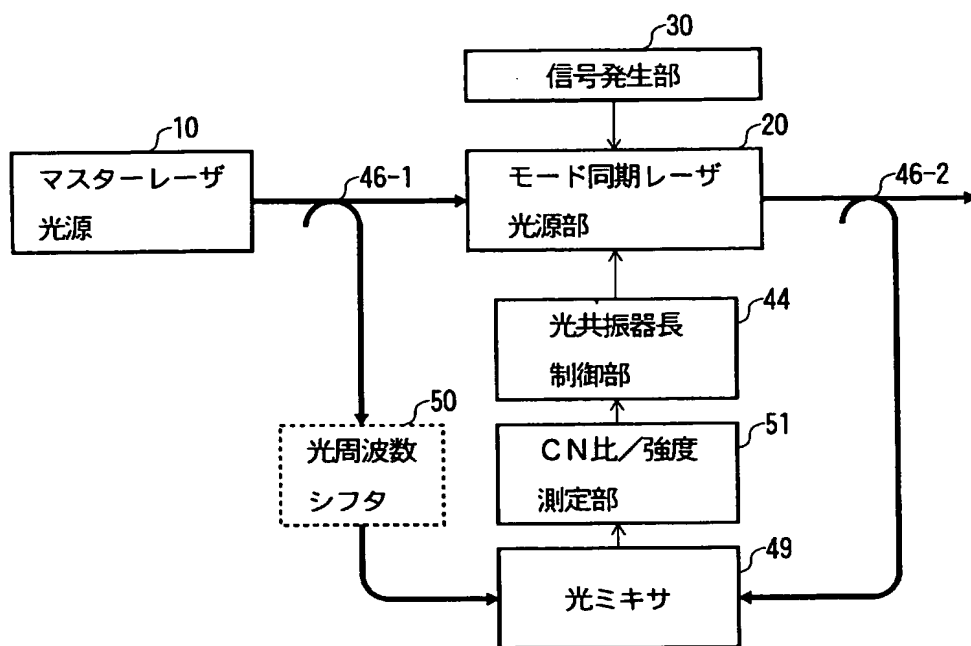 30
信号発生部
10
20
マスターレーザ
光源
46-1
モード同期レーザ
光源部
46-2
44
光共振器長
制御部
50
51
光周波数
シフタ
CN比／強度
測定部
49
光ミキサ